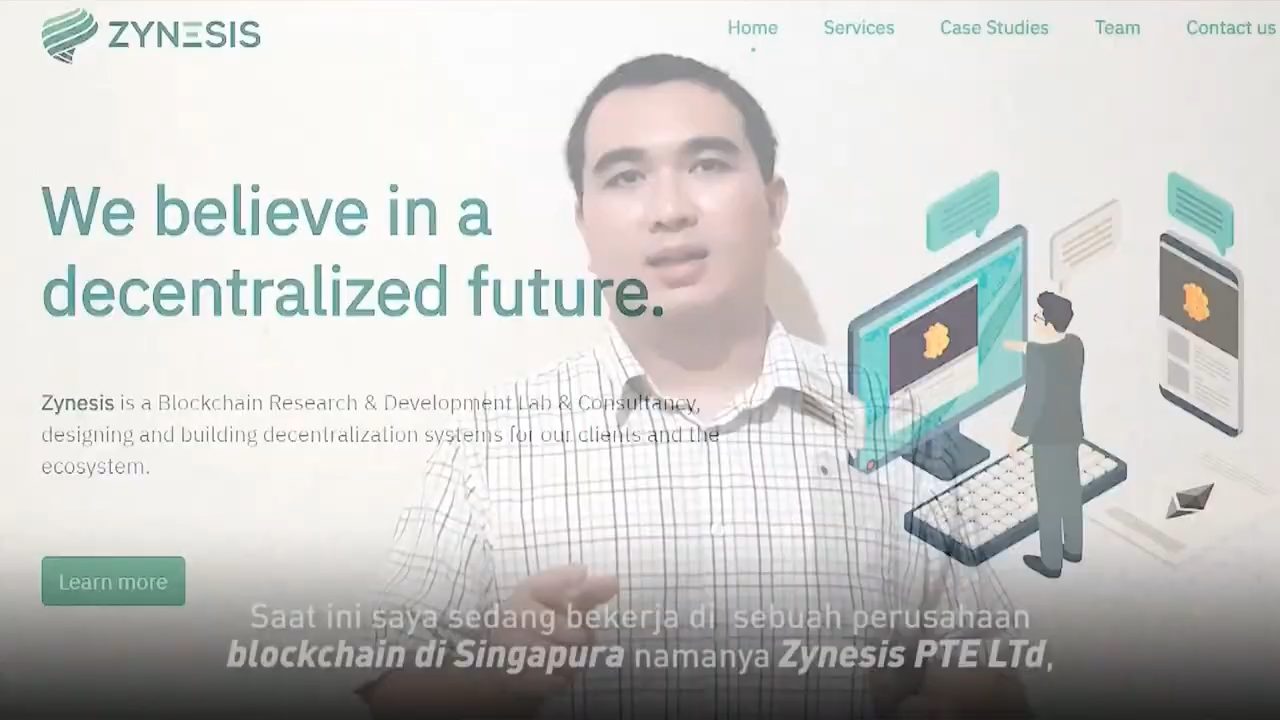 ZYNESIS
Home Services Case Studies Team Contact us
We believe in a
decentralized future.
Zynesis is a Blockchain Research & Development Lab & Consultancy,
designing and building decentralization systems for our clients and the
ecosystem.
Learn more
Saat ini saya sedang bekerja di sebuah perusahaan
blockchain di Singapura namanya Zynesis PTE LTd,